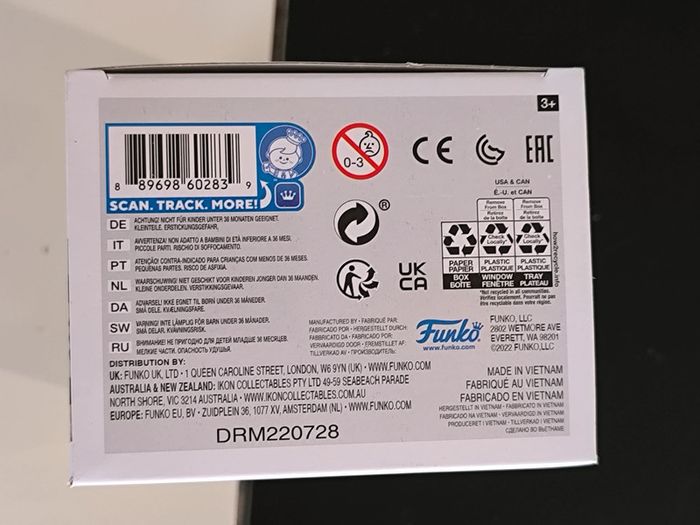 3+
8 89698 60283 9
SCAN. TRACK. MORE!
0-3
CE
EAC
®
UK
CA
USA & CAN
É.-U. et CAN
Remove From Box
Retirez de la boîte
Remove From Box
Retirez de la boîte
Check Locally*
Check Locally*
PAPER
PAPIER
BOX
BOÎTE
PLASTIC
PLASTIQUE
WINDOW
FENÊTRE
PLASTIC
PLASTIQUE
TRAY
PLATEAU
how2recycle.info
*Not recycled in all communities.
Vérifiez localement. Pourrait ne pas
être recyclable dans votre région.
DE ACHTUNG! NICHT FÜR KINDER UNTER 36 MONATEN GEEIGNET.
KLEINTEILE. ERSTICKUNGSGEFAHR.
IT AVVERTENZA! NON ADATTO A BAMBINI DI ETÀ INFERIORE A 36 MESI.
PICCOLE PARTI. RISCHIO DI SOFFOCAMENTO.
PT ATENÇÃO! CONTRA-INDICADO PARA CRIANÇAS COM MENOS DE 36 MESES.
PEQUENAS PARTES. RISCO DE ASFIXIA.
NL WAARSCHUWING! NIET GESCHIKT VOOR KINDEREN JONGER DAN 36 MAANDEN.
KLEINE ONDERDELEN. VERSTIKKINGSGEVAAR.
DA ADVARSEL! IKKE EGNET TIL BØRN UNDER 36 MÅNEDER.
SMÅ DELE. KVÆLNINGSFARE.
SW VARNING! INTE LÄMPLIG FÖR BARN UNDER 36 MÅNADER.
SMÅ DELAR. KVÄVNINGSRISK.
RU ВНИМАНИЕ! НЕ ПРИГОДНО ДЛЯ ДЕТЕЙ МЛАДШЕ 36 МЕСЯЦЕВ.
МЕЛКИЕ ЧАСТИ. ОПАСНОСТЬ УДУШЬЯ.
MANUFACTURED BY • FABRIQUÉ PAR:
FABRICADO POR • HERGESTELLT DURCH:
FABBRICATO DA • FABRICADO POR:
VERVAARDIGD DOOR • FREMSTILLET AF:
TILLVERKAD AV • ПРОИЗВОДИТЕЛЬ:
Funko
www.funko.com
FUNKO, LLC
2802 WETMORE AVE
EVERETT, WA 98201
©2022 FUNKO, LLC
DISTRIBUTION BY:
UK: FUNKO UK, LTD • 1 QUEEN CAROLINE STREET, LONDON, W6 9YN (UK) • WWW.FUNKO.COM
AUSTRALIA & NEW ZEALAND: IKON COLLECTABLES PTY LTD 49-59 SEABEACH PARADE
NORTH SHORE, VIC 3214 AUSTRALIA • WWW.IKONCOLLECTABLES.COM.AU
EUROPE: FUNKO EU, BV • ZUIDPLEIN 36, 1077 XV, AMSTERDAM (NL) • WWW.FUNKO.COM
MADE IN VIETNAM
FABRIQUÉ AU VIETNAM
FABRICADO EN VIETNAM
HERGESTELLT IN VIETNAM • FABBRICATO IN VIETNAM
FABRICADO NA VIETNAM • VERVAARDIGD IN VIETNAM
PRODUCERET I VIETNAM • TILLVERKAD I VIETNAM
СДЕЛАНО ВО ВЬЕТНАМЕ
DRM220728